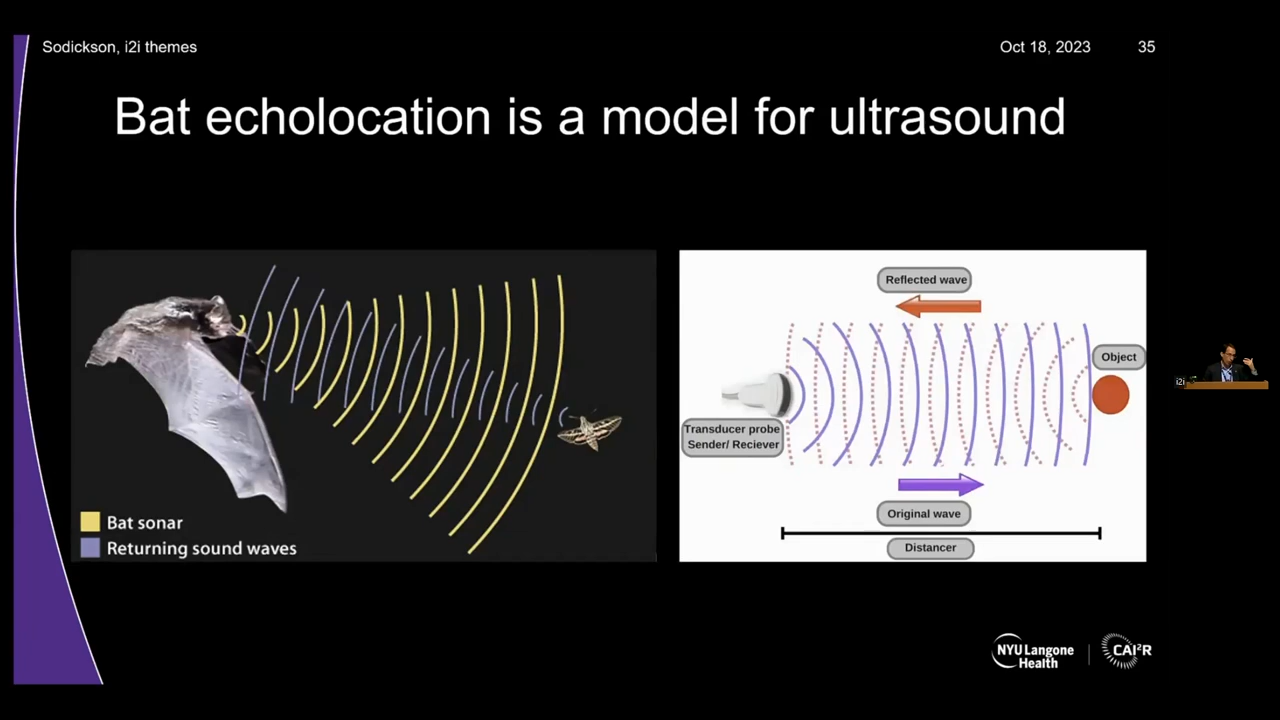 Sodickson, i2i themes
Oct 18, 2023
35
Bat echolocation is a model for ultrasound
Bat sonar
Returning sound waves
Reflected wave
Object
Transducer probe
Sender/ Reciever
Original wave
Distancer
i2i
NYU Langone
Health
CAI²R